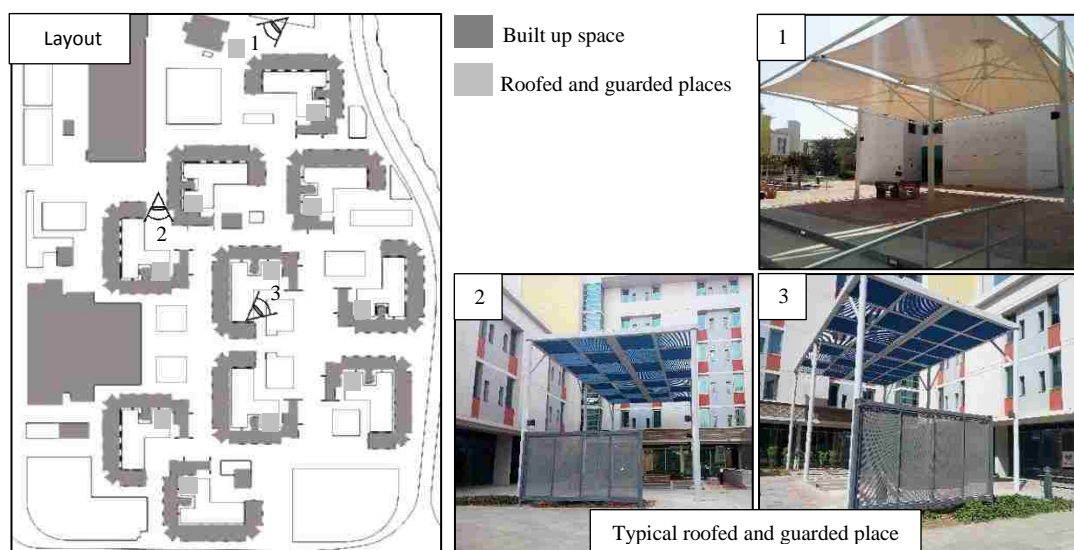 Layout
1
2
3
Built up space
Roofed and guarded places
1
2
3
Typical roofed and guarded place